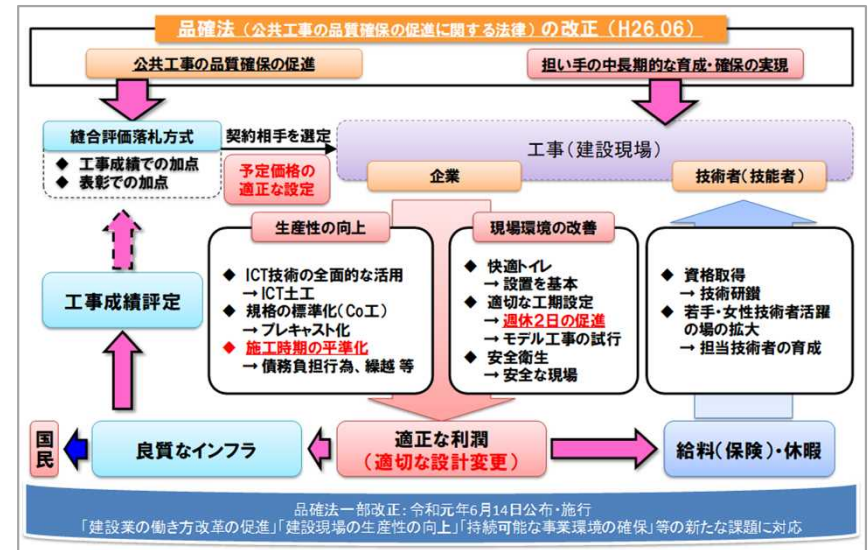 品確法(公共工事の品質確保の促進に関する法律)の改正(H26.06)
公共工事の品質確保の促進
担い手の中長期的な育成・確保の実現
縫合評価落札方式
◆ 工事成績での加点
◆ 表彰での加点
契約相手を選定
予定価格の
適正な設定
工事(建設現場)
企業
技術者(技能者)
生産性の向上
◆ ICT技術の全面的な活用
→ ICT土工
◆ 規格の標準化(Co工)
→ プレキャスト化
◆ 施工時期の平準化
→ 債務負担行為、繰越 等
現場環境の改善
◆ 快適トイレ
→ 設置を基本
◆ 適切な工期設定
→ 週休2日の促進
→ モデル工事の試行
◆ 安全衛生
→ 安全な現場
◆ 資格取得
→ 技術研鑽
◆ 若手・女性技術者活躍
の場の拡大
→ 担当技術者の育成
工事成績評定
国民
良質なインフラ
適正な利潤
(適切な設計変更)
給料(保険)・休暇
品確法一部改正:令和元年6月14日公布・施行
「建設業の働き方改革の促進」「建設現場の生産性の向上」「持続可能な事業環境の確保」等の新たな課題に対応